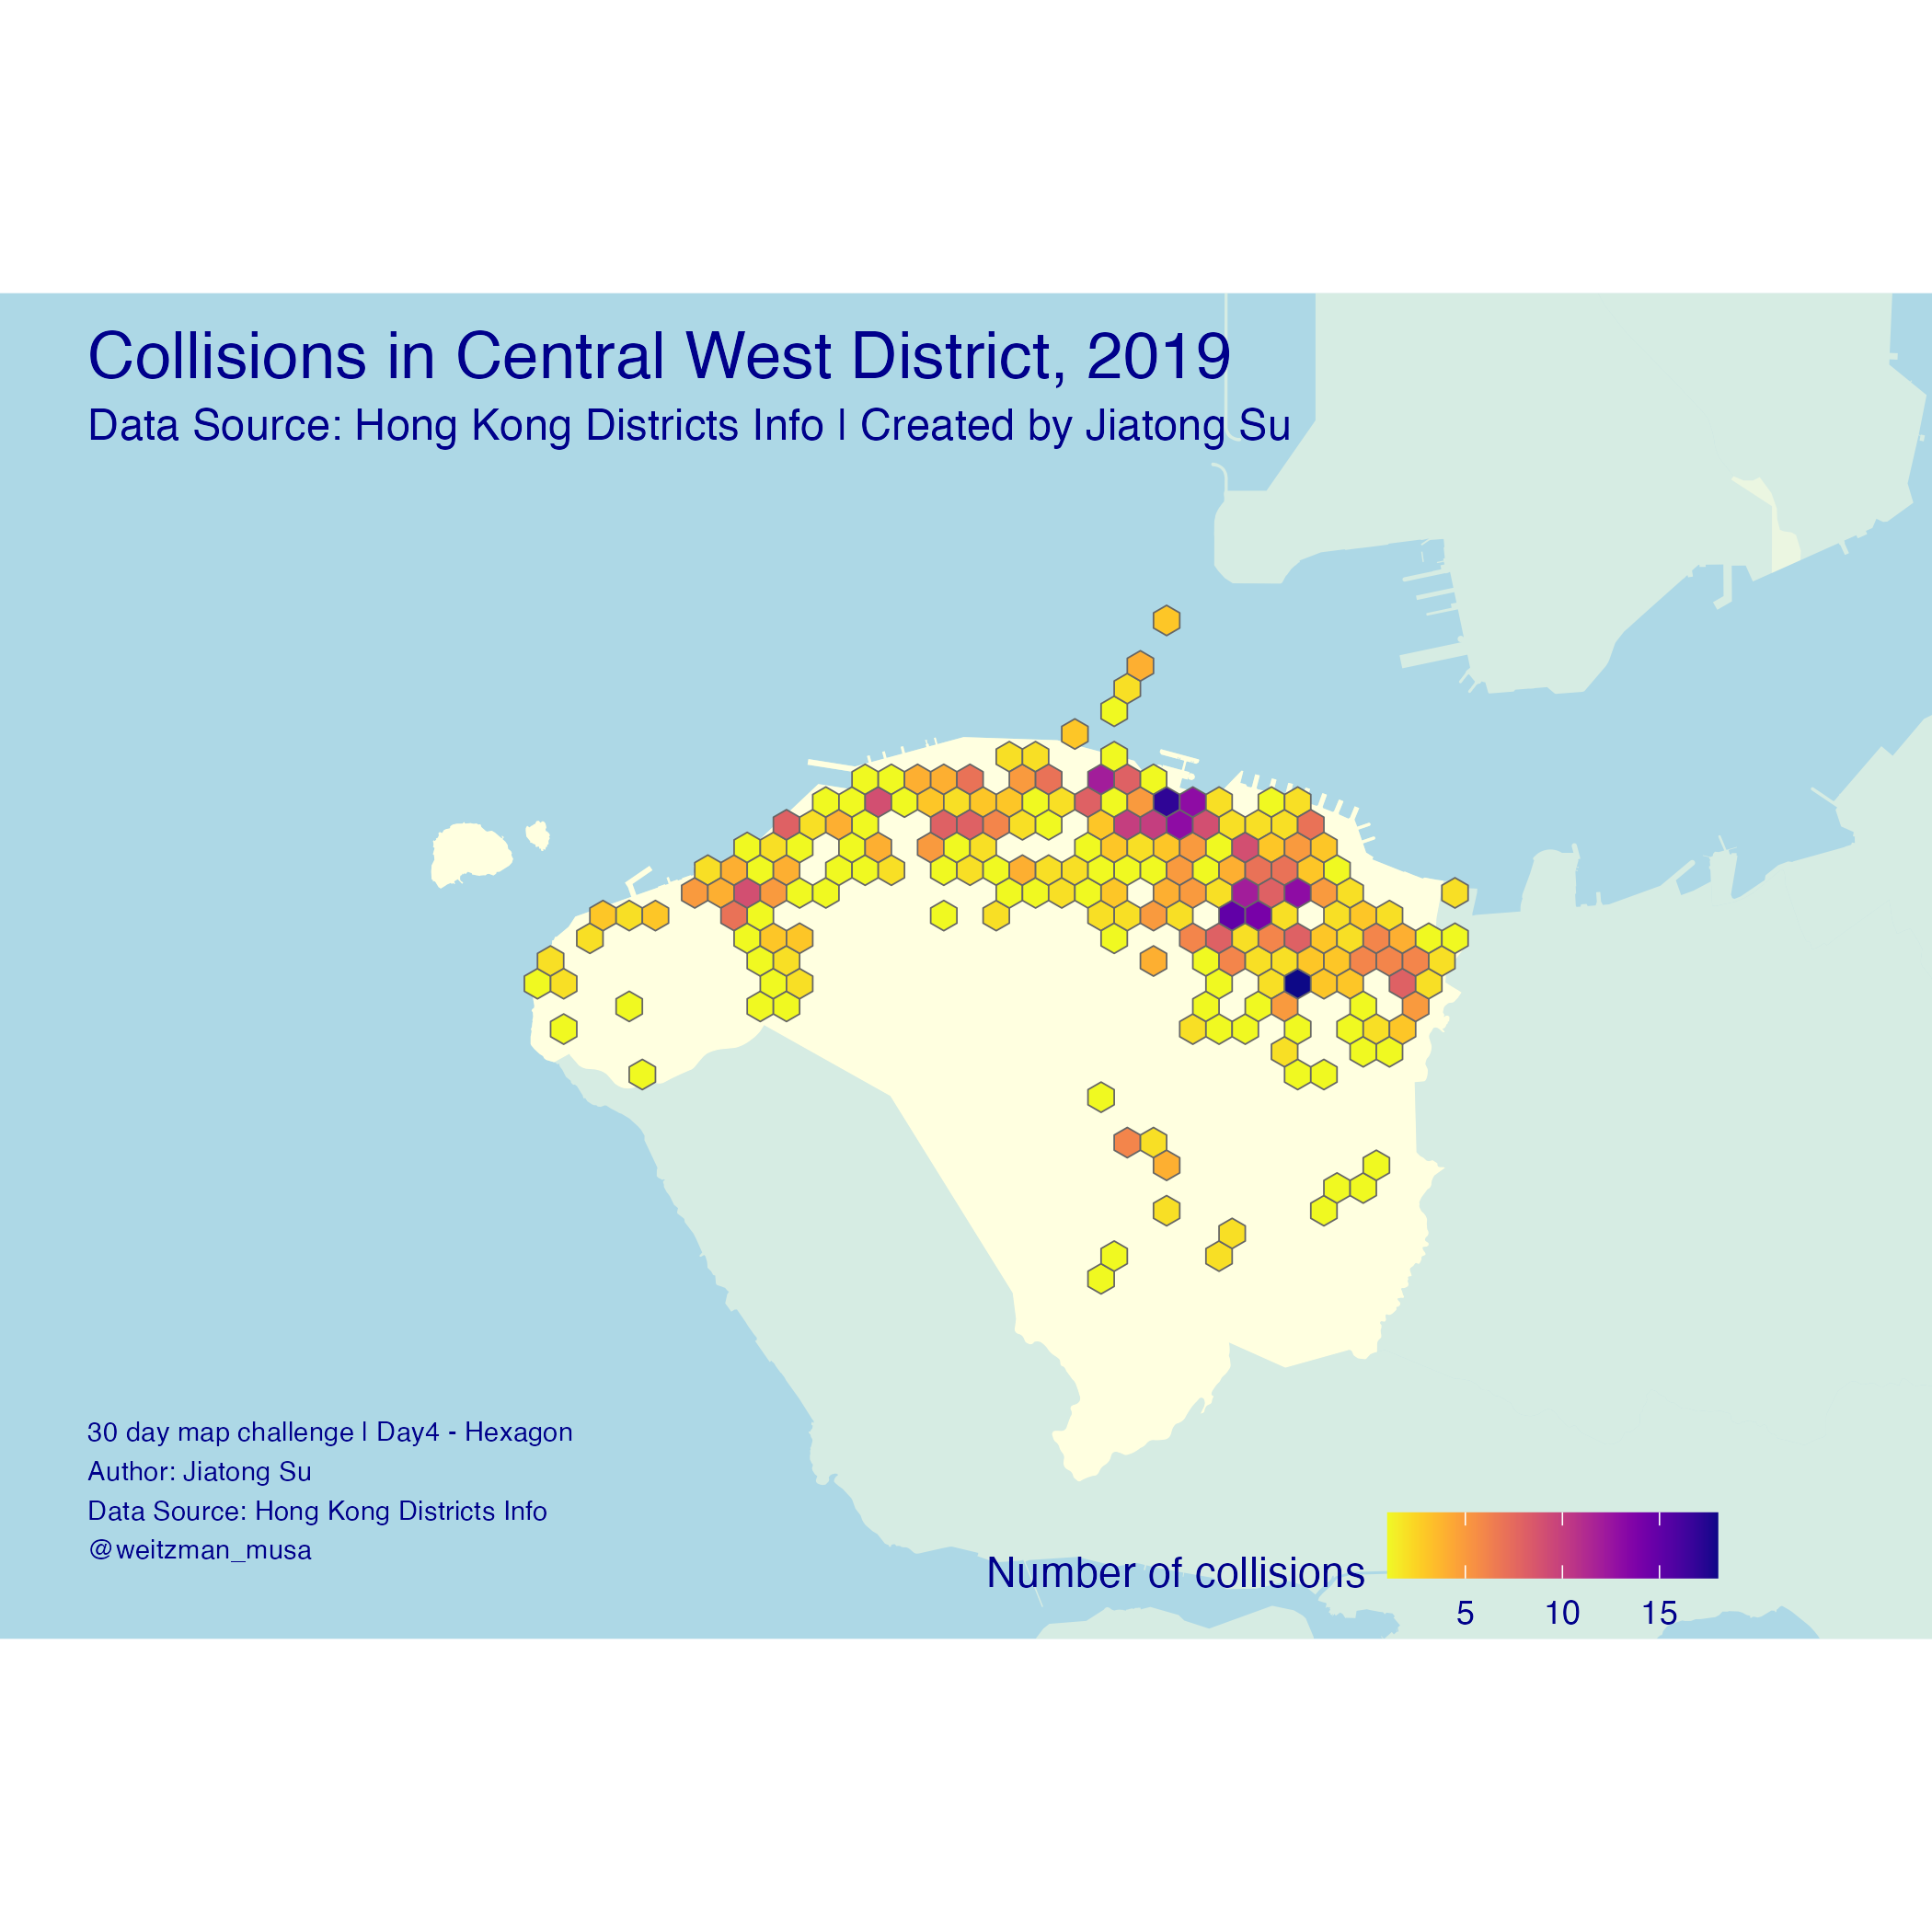 Collisions in Central West District, 2019
Data Source: Hong Kong Districts Info | Created by Jiatong Su
30 day map challenge | Day4 - Hexagon
Author: Jiatong Su
Data Source: Hong Kong Districts Info
@weitzman_musa
Number of collisions
5 10 15